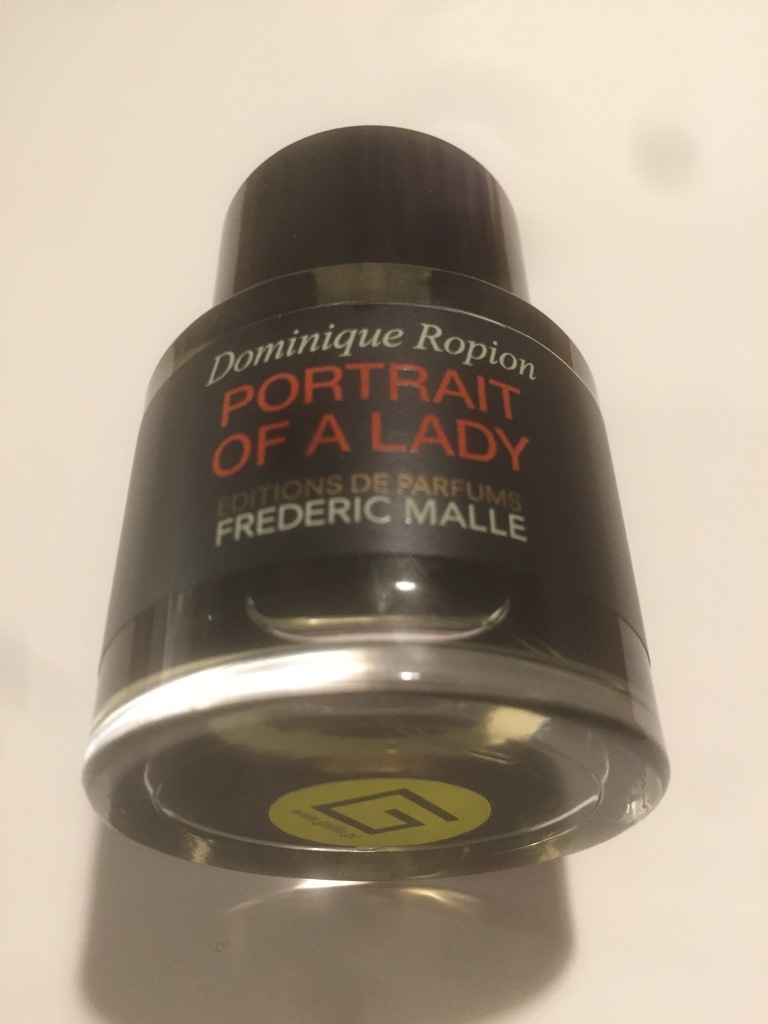 Dominique Ropion
PORTRAIT
OF A LADY
EDITIONS DE PARFUMS
FREDERIC MALLE